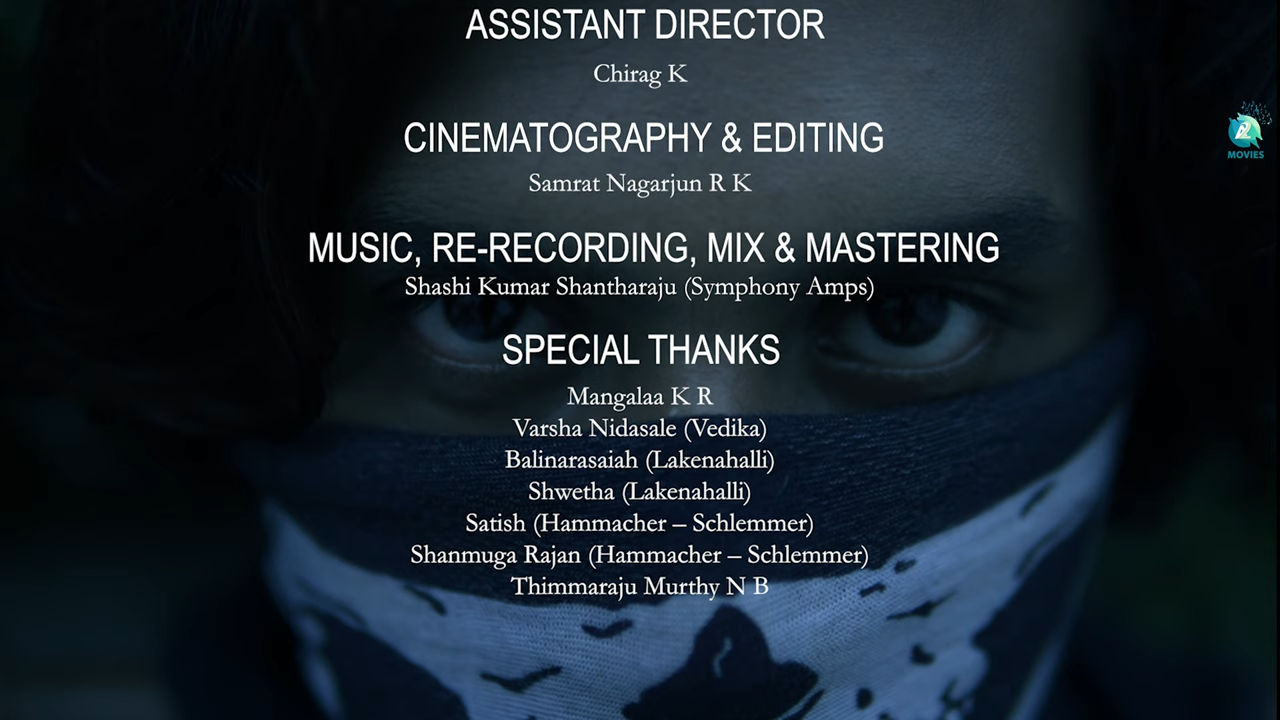 ASSISTANT DIRECTOR
Chirag K
CINEMATOGRAPHY & EDITING
Samrat Nagarjun R K
MUSIC, RE-RECORDING, MIX & MASTERING
Shashi Kumar Shantharaju (Symphony Amps)
SPECIAL THANKS
Mangalaa K R
Varsha Nidasale (Vedika)
Balinarasaiah (Lakenahalli)
Shwetha (Lakenahalli)
Satish (Hammacher – Schlemmer)
Shanmuga Rajan (Hammacher – Schlemmer)
Thimmaraju Murthy N B
A2
MOVIES